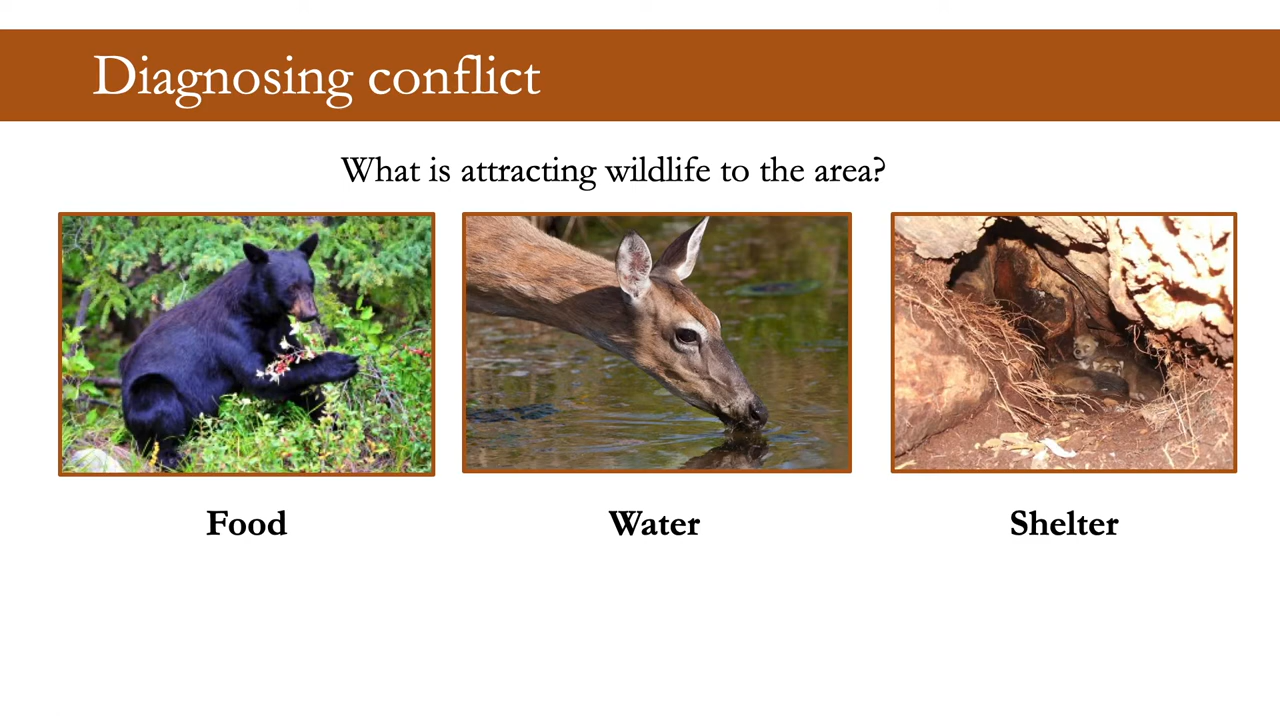 Diagnosing conflict
What is attracting wildlife to the area?
Food
Water
Shelter